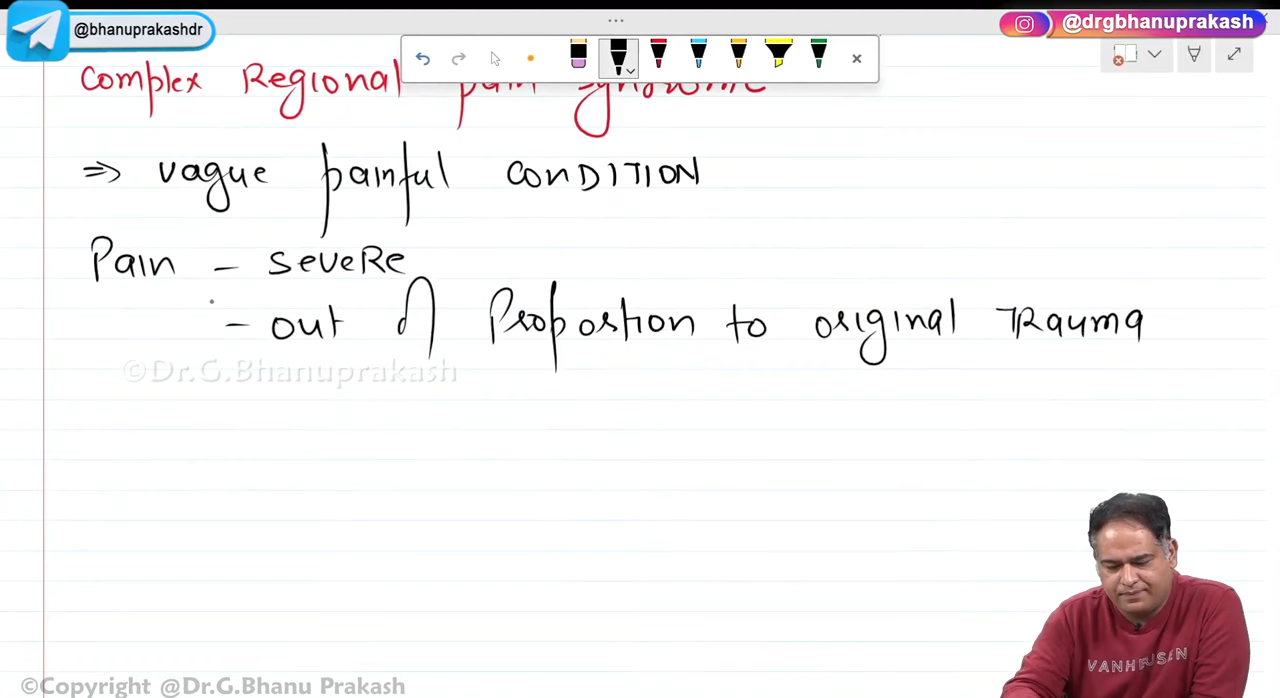 @bhanuprakashdr
@drgbhanuprakash
Complex Regional pain syndrome
⇒ vague painful CONDITION
Pain - SeveRe
- out of Proportion to original TRauma
©Dr.G.Bhanuprakash
VANHEUSEN
©Copyright @Dr.G.Bhanu Prakash